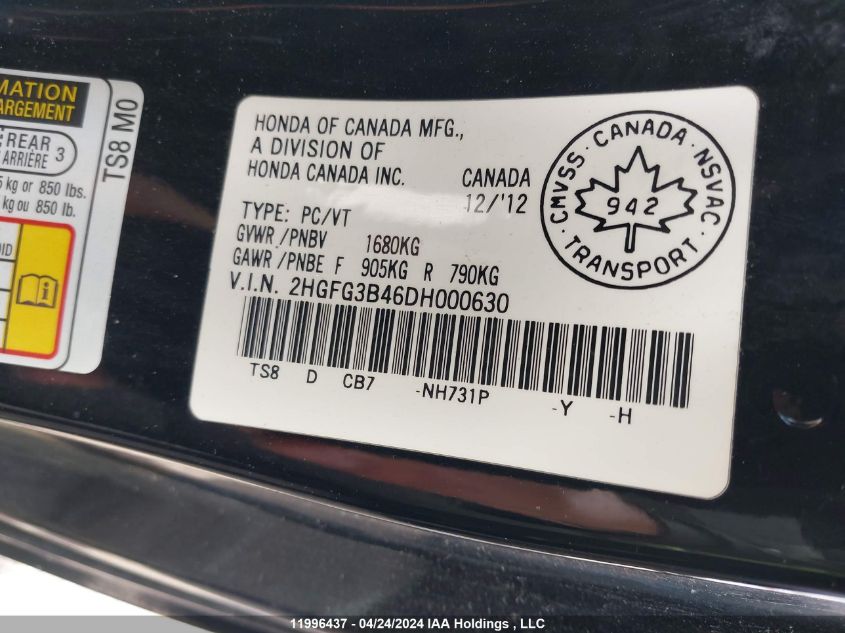 MATION
ARGEMENT
REAR
ARRIÈRE 3
kg or 850 lbs.
kg ou 850 lb.
TS8 M0
HONDA OF CANADA MFG.,
A DIVISION OF
HONDA CANADA INC. CANADA
12/'12
TYPE: PC/VT
GVWR /PNBV 1680KG
GAWR /PNBE F 905KG R 790KG
V.I.N. 2HGFG3B46DH000630
TS8 D CB7 -NH731P -Y -H
CMVSS · CANADA · NSVAC ·
942
TRANSPORT
11996437 - 04/24/2024 IAA Holdings , LLC